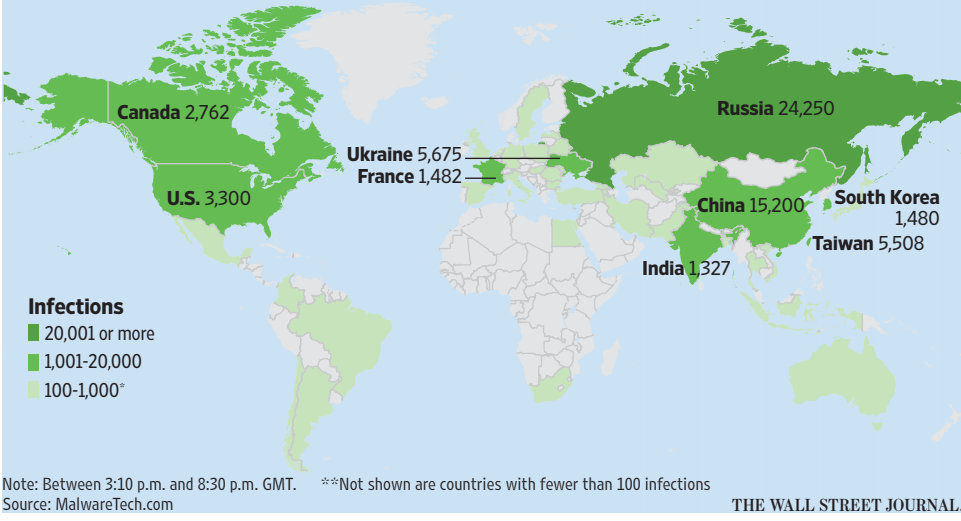 Canada 2,762
Russia 24,250
Ukraine 5,675
France 1,482
U.S. 3,300
China 15,200
South Korea
1,480
Taiwan 5,508
India 1,327
Infections
20,001 or more
1,001-20,000
100-1,000*
Note: Between 3:10 p.m. and 8:30 p.m. GMT. **Not shown are countries with fewer than 100 infections
Source: MalwareTech.com
THE WALL STREET JOURNAL.